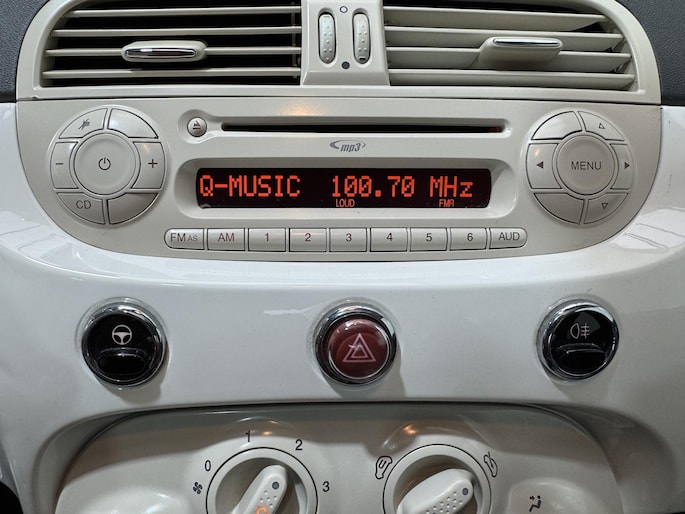 mp3
Q-MUSIC 100.70 MHz
LOUD FMA
CD
MENU
FM AS AM 1 2 3 4 5 6 AUD
0 1 2 3